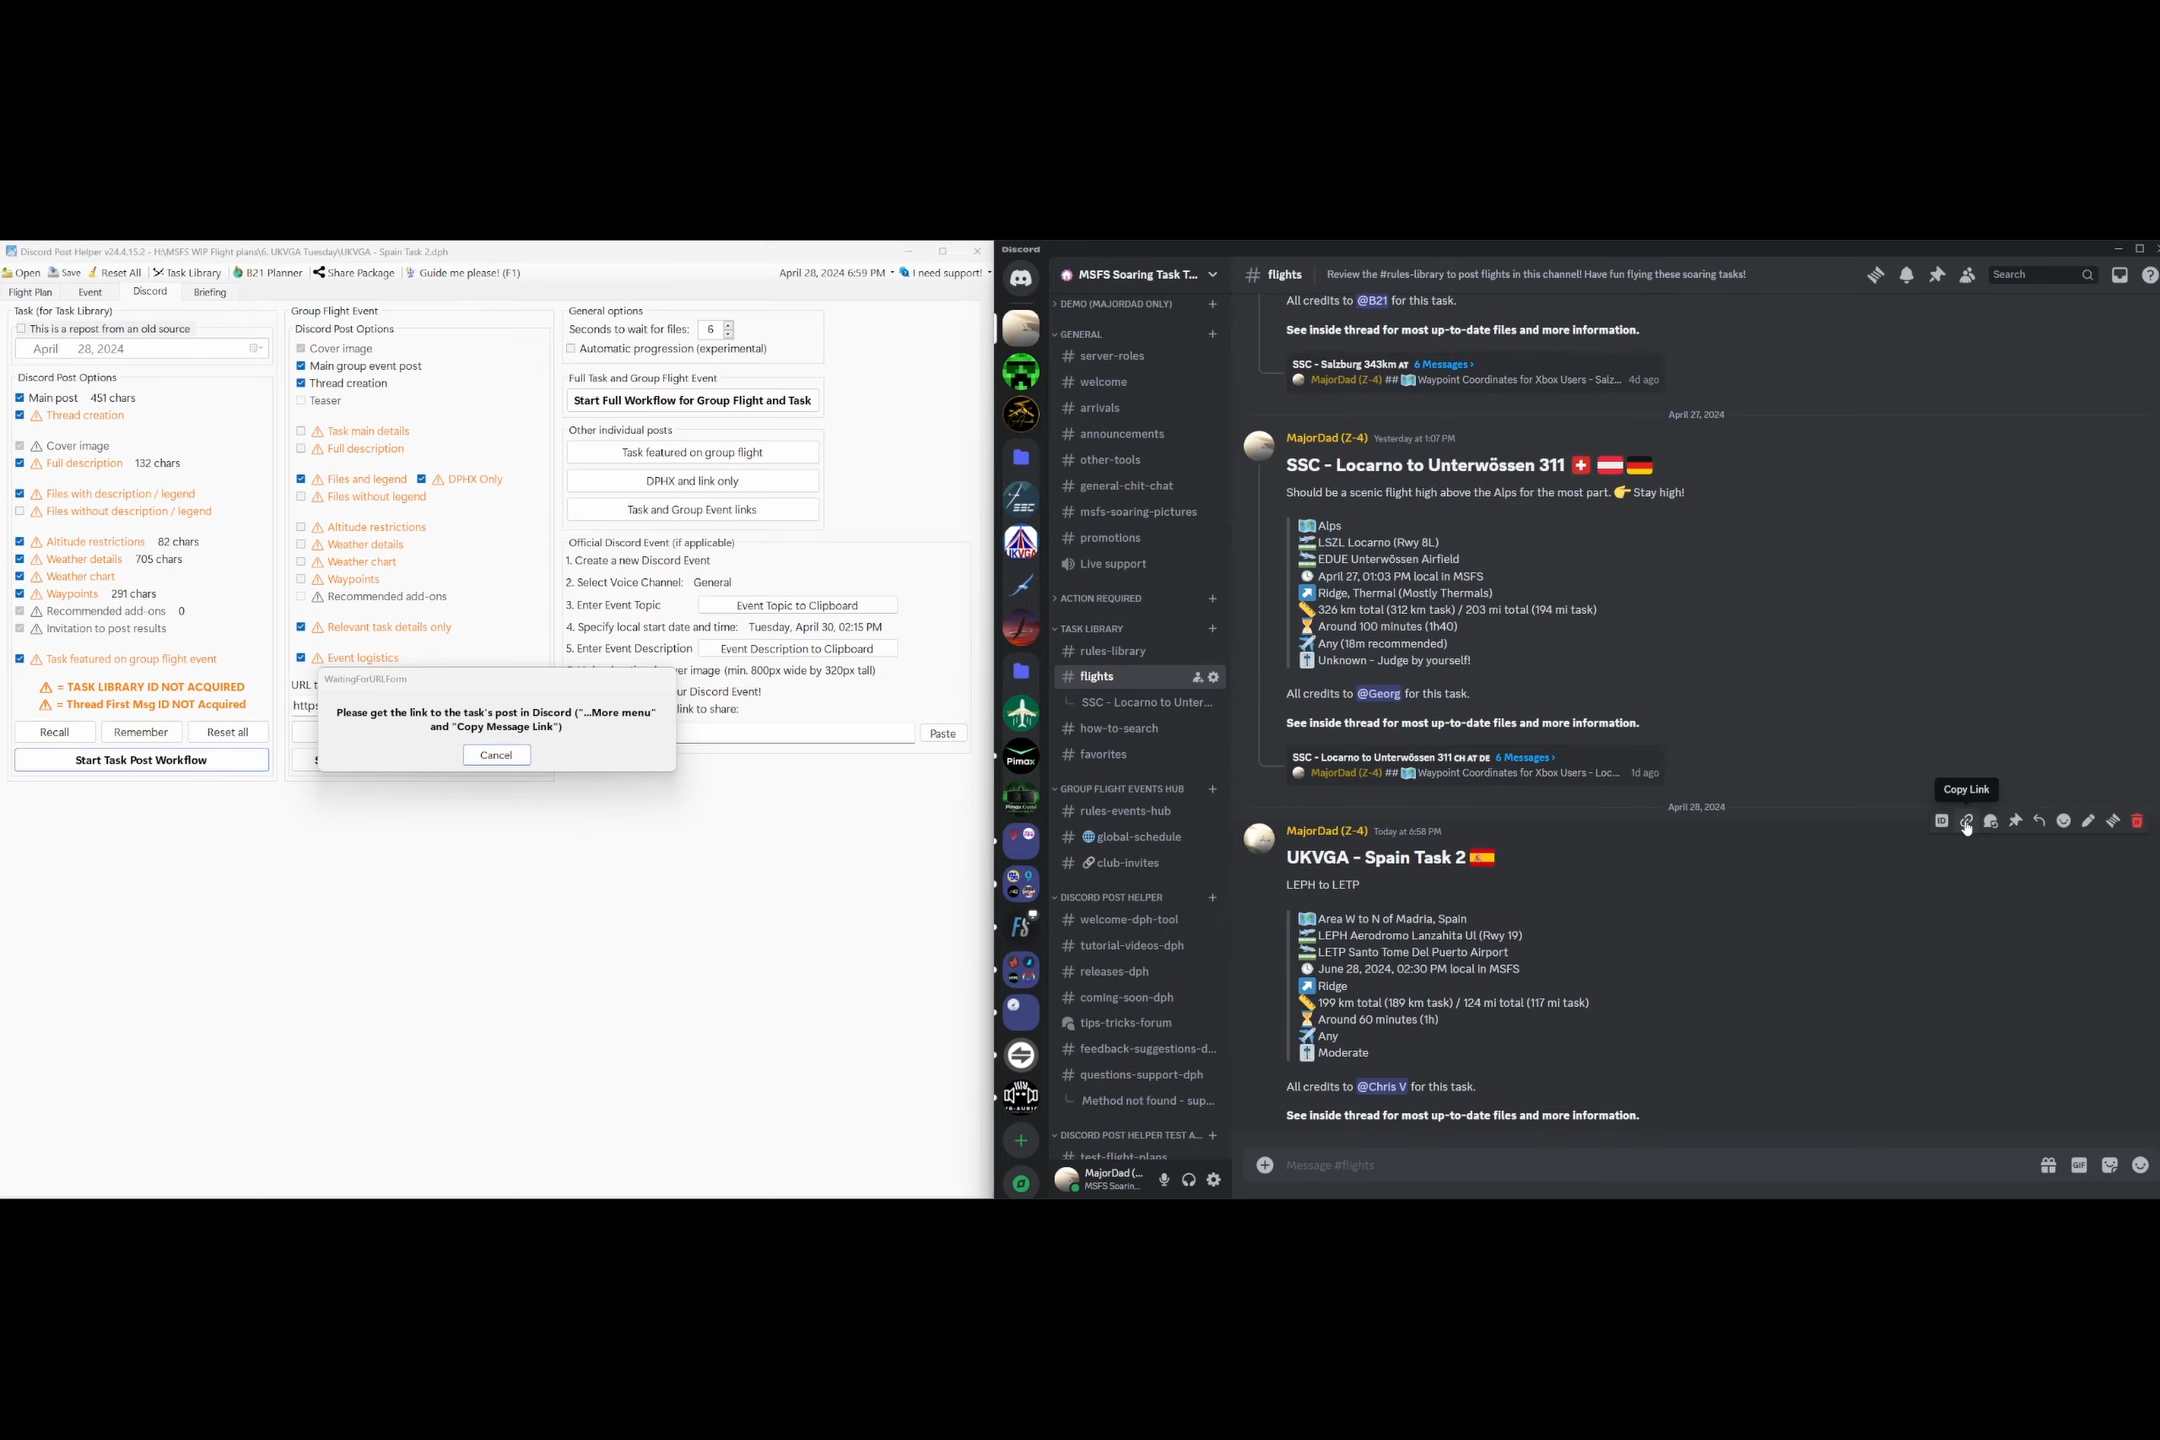 Discord Post Helper v24.4.15.2 - H:\MSFS WIP Flight plans\6. UKVGA Tuesday\UKVGA - Spain Task 2.dph
Open Save Reset All Task Library B21 Planner Share Package Guide me please! (F1) April 28, 2024 6:59 PM I need support!
Flight Plan Event Discord Briefing
Task (for Task Library)
This is a repost from an old source
April 28, 2024
Discord Post Options
Main post 451 chars
Thread creation
Cover image
Full description 132 chars
Files with description / legend
Files without description / legend
Altitude restrictions 82 chars
Weather details 705 chars
Weather chart
Waypoints 291 chars
Recommended add-ons 0
Invitation to post results
Task featured on group flight event
= TASK LIBRARY ID NOT ACQUIRED
= Thread First Msg ID NOT Acquired
Recall Remember Reset all
Start Task Post Workflow
Group Flight Event
Discord Post Options
Cover image
Main group event post
Thread creation
Teaser
Task main details
Full description
Files and legend DPHX Only
Files without legend
Altitude restrictions
Weather details
Weather chart
Waypoints
Recommended add-ons
Relevant task details only
Event logistics
URL t
https
General options
Seconds to wait for files: 6
Automatic progression (experimental)
Full Task and Group Flight Event
Start Full Workflow for Group Flight and Task
Other individual posts
Task featured on group flight
DPHX and link only
Task and Group Event links
Official Discord Event (if applicable)
1. Create a new Discord Event
2. Select Voice Channel: General
3. Enter Event Topic Event Topic to Clipboard
4. Specify local start date and time: Tuesday, April 30, 02:15 PM
5. Enter Event Description Event Description to Clipboard
er image (min. 800px wide by 320px tall)
ur Discord Event!
link to share:
Paste
WaitingForURLForm
Please get the link to the task's post in Discord ("...More menu"
and "Copy Message Link")
Cancel
Discord
SSC
UKVGA
Pimax
Pimax Crystal
FS
MSFS Soaring Task T...
DEMO (MAJORDAD ONLY)
GENERAL
server-roles
welcome
arrivals
announcements
other-tools
general-chit-chat
msfs-soaring-pictures
promotions
Live support
ACTION REQUIRED
TASK LIBRARY
rules-library
flights
SSC - Locarno to Unter...
how-to-search
favorites
GROUP FLIGHT EVENTS HUB
rules-events-hub
🌐global-schedule
🔗club-invites
DISCORD POST HELPER
welcome-dph-tool
tutorial-videos-dph
releases-dph
coming-soon-dph
tips-tricks-forum
feedback-suggestions-d...
questions-support-dph
Method not found - sup...
DISCORD POST HELPER TEST A...
test-flight-plans
MajorDad (...
MSFS Soarin...
# flights Review the #rules-library to post flights in this channel! Have fun flying these soaring tasks! Search
All credits to @B21 for this task.
See inside thread for most up-to-date files and more information.
SSC - Salzburg 343km AT 6 Messages ›
MajorDad (Z-4) ## 🗺️ Waypoint Coordinates for Xbox Users - Salz... 4d ago
April 27, 2024
MajorDad (Z-4) Yesterday at 1:07 PM
SSC - Locarno to Unterwössen 311 🇨🇭 🇦🇹 🇩🇪
Should be a scenic flight high above the Alps for the most part. 👉 Stay high!
Alps
LSZL Locarno (Rwy 8L)
EDUE Unterwössen Airfield
April 27, 01:03 PM local in MSFS
Ridge, Thermal (Mostly Thermals)
326 km total (312 km task) / 203 mi total (194 mi task)
Around 100 minutes (1h40)
Any (18m recommended)
Unknown - Judge by yourself!
All credits to @Georg for this task.
See inside thread for most up-to-date files and more information.
SSC - Locarno to Unterwössen 311 CH AT DE 6 Messages ›
MajorDad (Z-4) ## 🗺️ Waypoint Coordinates for Xbox Users - Loc... 1d ago
Copy Link
April 28, 2024
ID
MajorDad (Z-4) Today at 6:58 PM
UKVGA - Spain Task 2 🇪🇸
LEPH to LETP
Area W to N of Madria, Spain
LEPH Aerodromo Lanzahita Ul (Rwy 19)
LETP Santo Tome Del Puerto Airport
June 28, 2024, 02:30 PM local in MSFS
Ridge
199 km total (189 km task) / 124 mi total (117 mi task)
Around 60 minutes (1h)
Any
Moderate
All credits to @Chris V for this task.
See inside thread for most up-to-date files and more information.
Message #flights
GIF